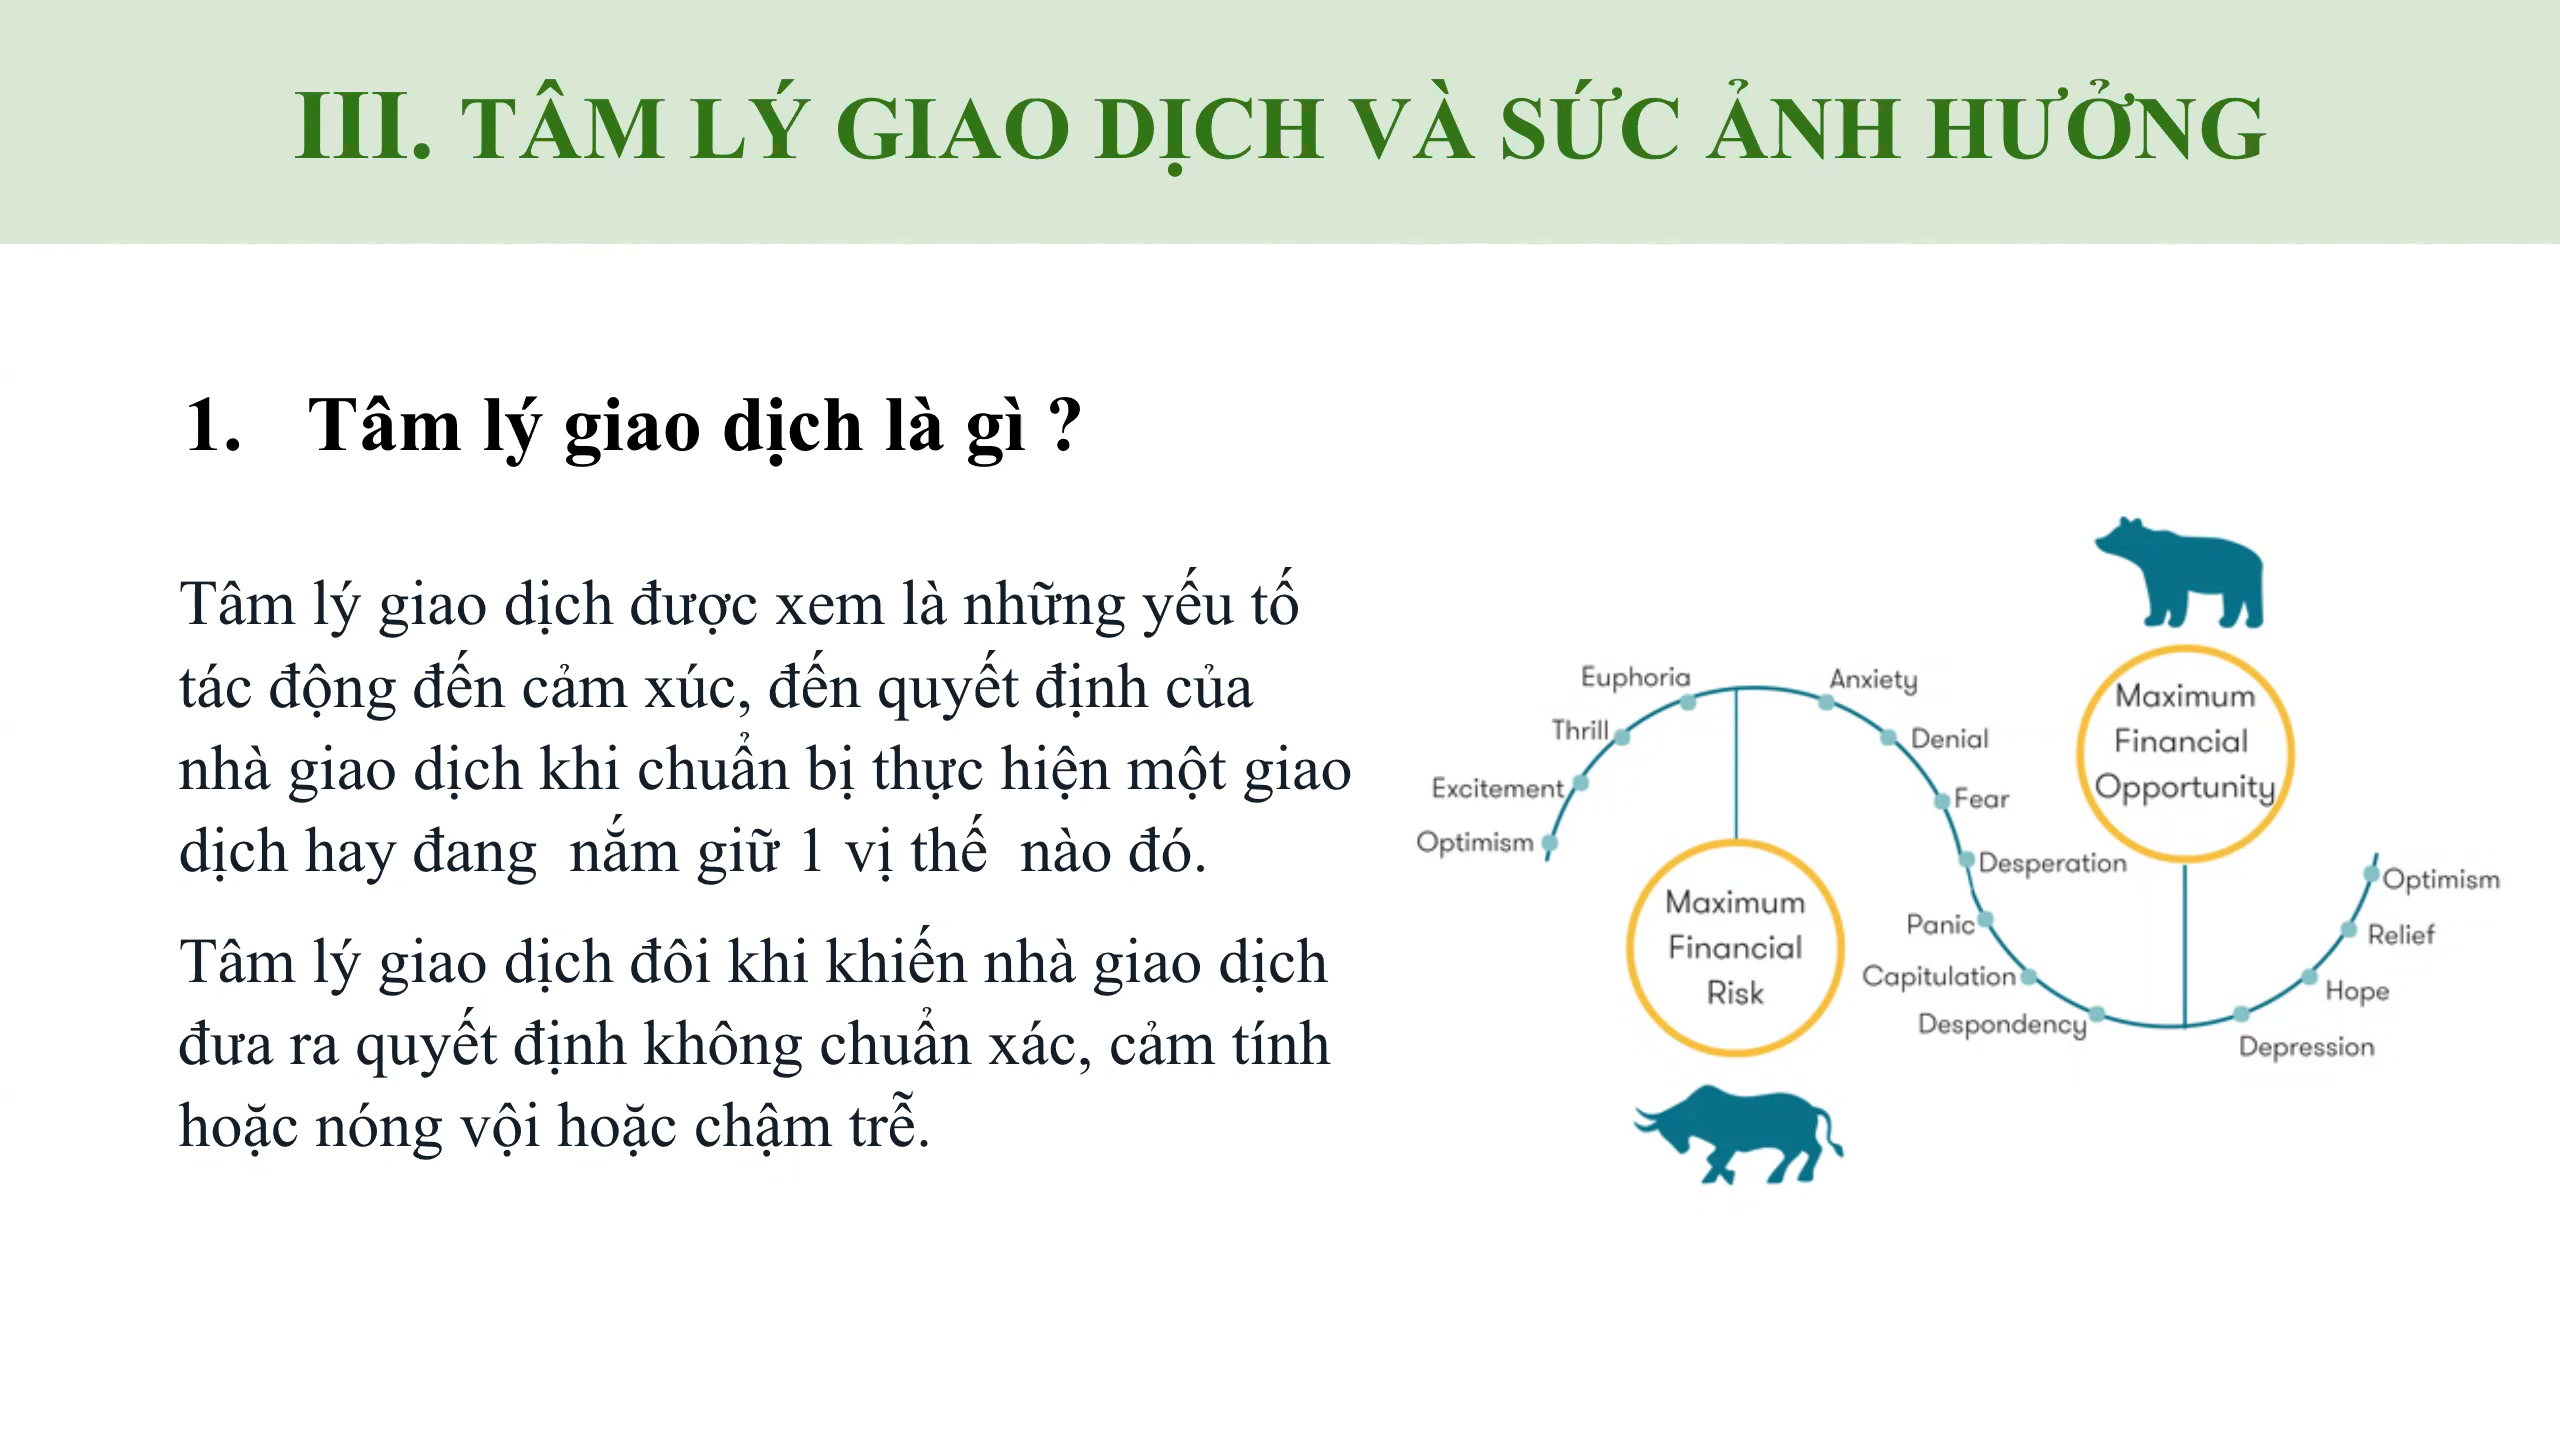 III. TÂM LÝ GIAO DỊCH VÀ SỨC ẢNH HƯỞNG
1. Tâm lý giao dịch là gì ?
Tâm lý giao dịch được xem là những yếu tố
tác động đến cảm xúc, đến quyết định của
nhà giao dịch khi chuẩn bị thực hiện một giao
dịch hay đang  nắm giữ 1 vị thế  nào đó.
Tâm lý giao dịch đôi khi khiến nhà giao dịch
đưa ra quyết định không chuẩn xác, cảm tính
hoặc nóng vội hoặc chậm trễ.
Optimism
Excitement
Thrill
Euphoria
Maximum
Financial
Risk
Anxiety
Denial
Fear
Desperation
Panic
Capitulation
Despondency
Maximum
Financial
Opportunity
Depression
Hope
Relief
Optimism